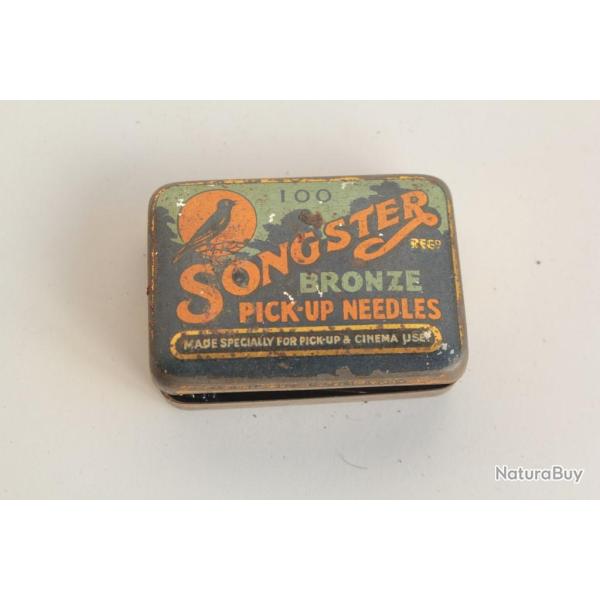 100
SONGSTER
REGD
BRONZE
PICK-UP NEEDLES
MADE SPECIALLY FOR PICK-UP & CINEMA USE.
NaturaBuy